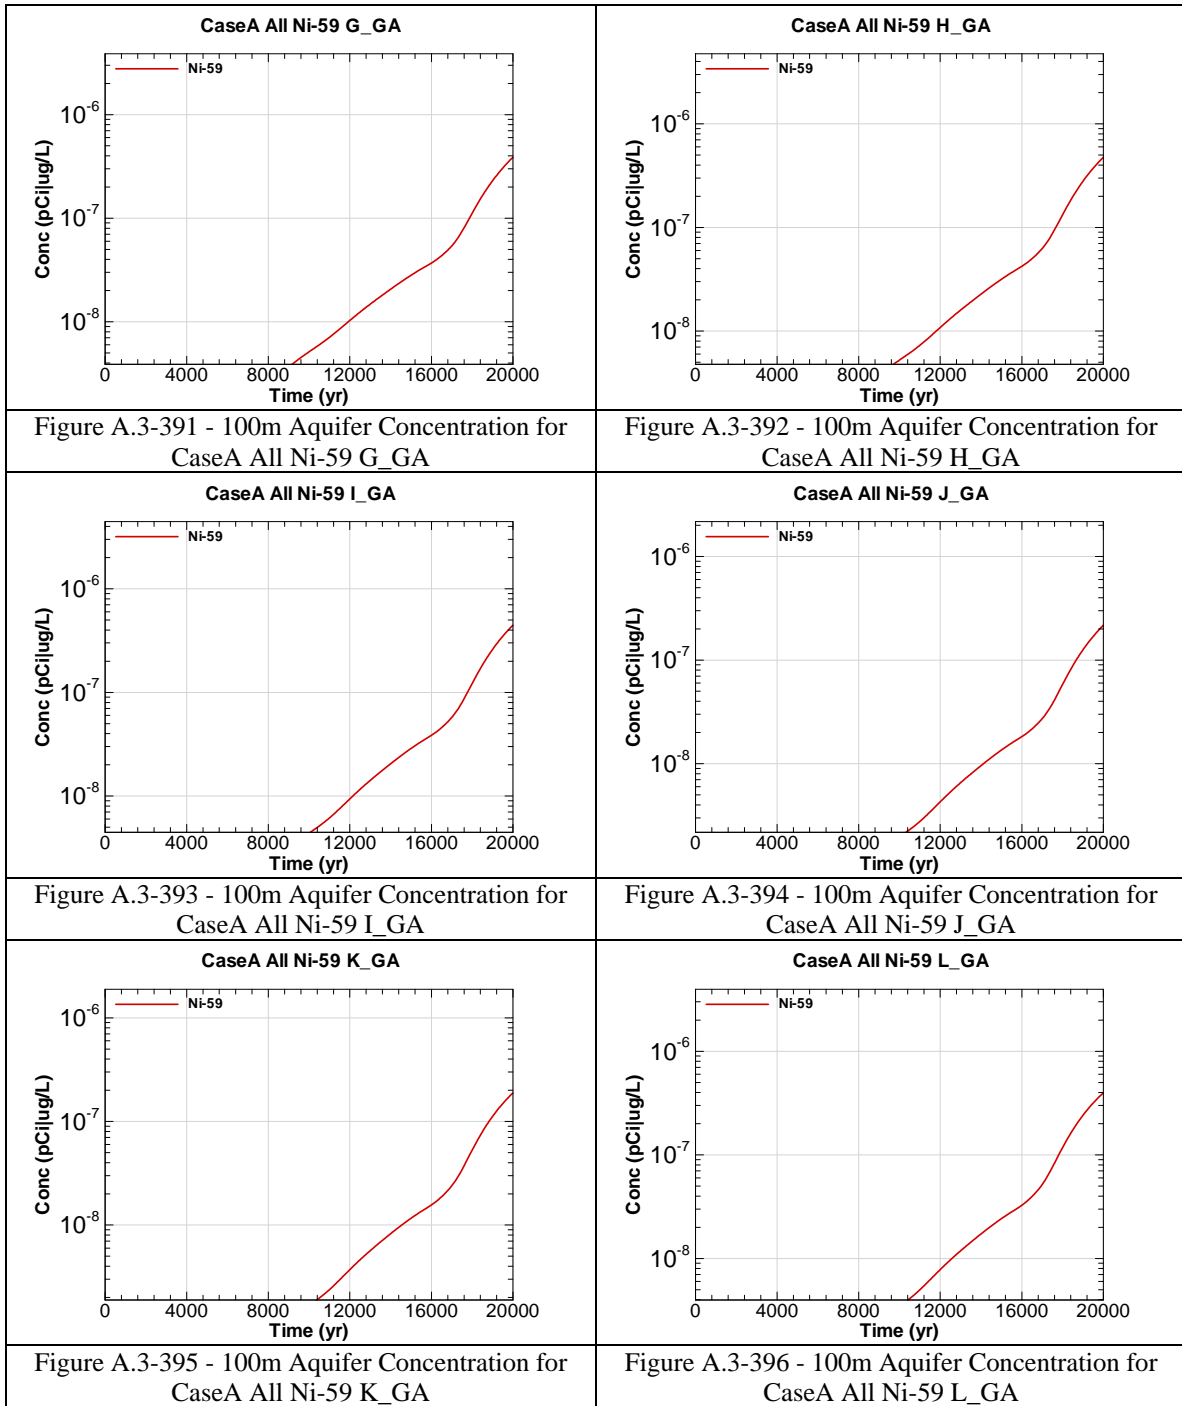 CaseA All Ni-59 G_GA
Ni-59
10-6
10-7
10-8
Conc (pCi|ug/L)
0 4000 8000 12000 16000 20000
Time (yr)
Figure A.3-391 - 100m Aquifer Concentration for
CaseA All Ni-59 G_GA
CaseA All Ni-59 H_GA
Ni-59
10-6
10-7
10-8
Conc (pCi|ug/L)
0 4000 8000 12000 16000 20000
Time (yr)
Figure A.3-392 - 100m Aquifer Concentration for
CaseA All Ni-59 H_GA
CaseA All Ni-59 I_GA
Ni-59
10-6
10-7
10-8
Conc (pCi|ug/L)
0 4000 8000 12000 16000 20000
Time (yr)
Figure A.3-393 - 100m Aquifer Concentration for
CaseA All Ni-59 I_GA
CaseA All Ni-59 J_GA
Ni-59
10-6
10-7
10-8
Conc (pCi|ug/L)
0 4000 8000 12000 16000 20000
Time (yr)
Figure A.3-394 - 100m Aquifer Concentration for
CaseA All Ni-59 J_GA
CaseA All Ni-59 K_GA
Ni-59
10-6
10-7
10-8
Conc (pCi|ug/L)
0 4000 8000 12000 16000 20000
Time (yr)
Figure A.3-395 - 100m Aquifer Concentration for
CaseA All Ni-59 K_GA
CaseA All Ni-59 L_GA
Ni-59
10-6
10-7
10-8
Conc (pCi|ug/L)
0 4000 8000 12000 16000 20000
Time (yr)
Figure A.3-396 - 100m Aquifer Concentration for
CaseA All Ni-59 L_GA